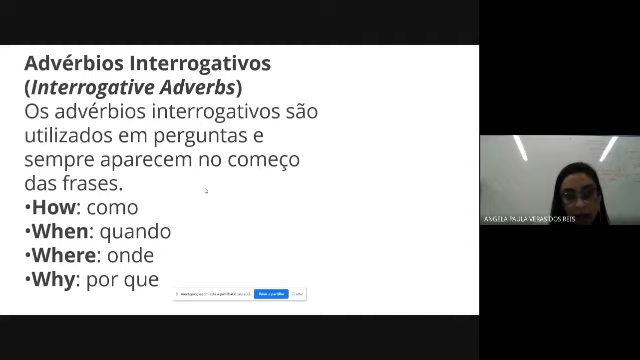 Advérbios Interrogativos
(Interrogative Adverbs)
Os advérbios interrogativos são
utilizados em perguntas e
sempre aparecem no começo
das frases.
•How: como
•When: quando
•Where: onde
•Why: por que
ANGELA PAULA VERAS DOS REIS